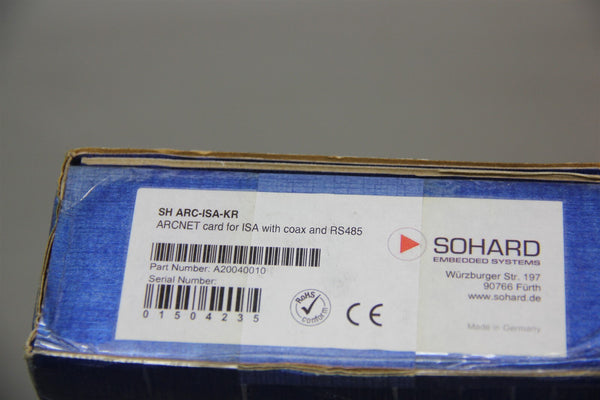 SH ARC-ISA-KR
ARCNET card for ISA with coax and RS485
Part Number: A20040010
Serial Number:
01504235
RoHS
conform
CE
SOHARD
EMBEDDED SYSTEMS
Würzburger Str. 197
90766 Fürth
www.sohard.de
Made in Germany